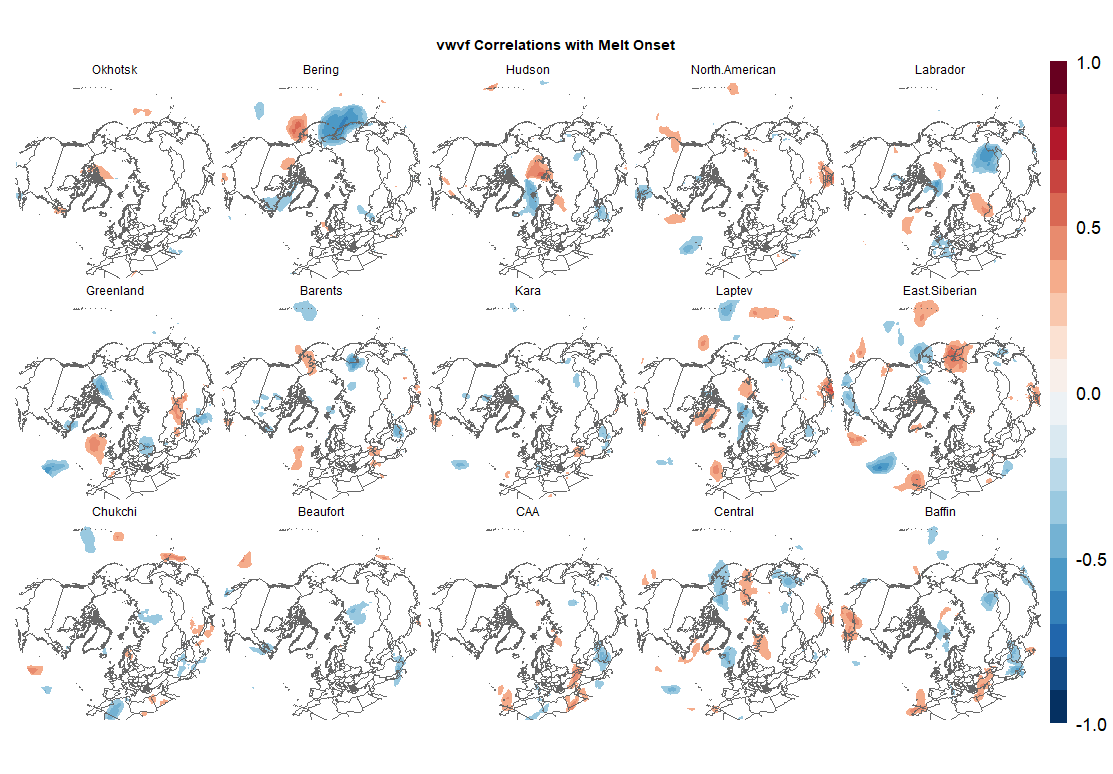 vwvf Correlations with Melt Onset
Okhotsk Bering Hudson North.American Labrador
Greenland Barents Kara Laptev East.Siberian
Chukchi Beaufort CAA Central Baffin
1.0
0.5
0.0
-0.5
-1.0